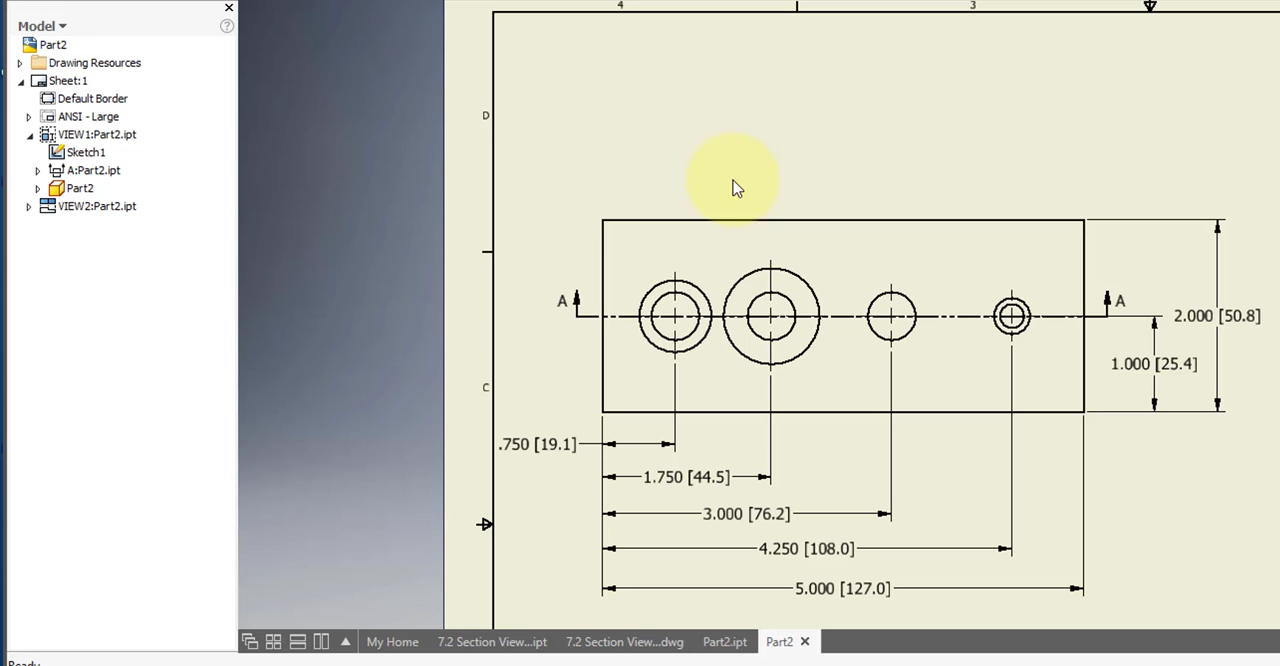 Model
Part2
Drawing Resources
Sheet:1
Default Border
ANSI - Large
VIEW1:Part2.ipt
Sketch1
A:Part2.ipt
Part2
VIEW2:Part2.ipt
4 3
D
C
A A
2.000 [50.8]
1.000 [25.4]
.750 [19.1]
1.750 [44.5]
3.000 [76.2]
4.250 [108.0]
5.000 [127.0]
My Home 7.2 Section View...ipt 7.2 Section View...dwg Part2.ipt Part2
Ready